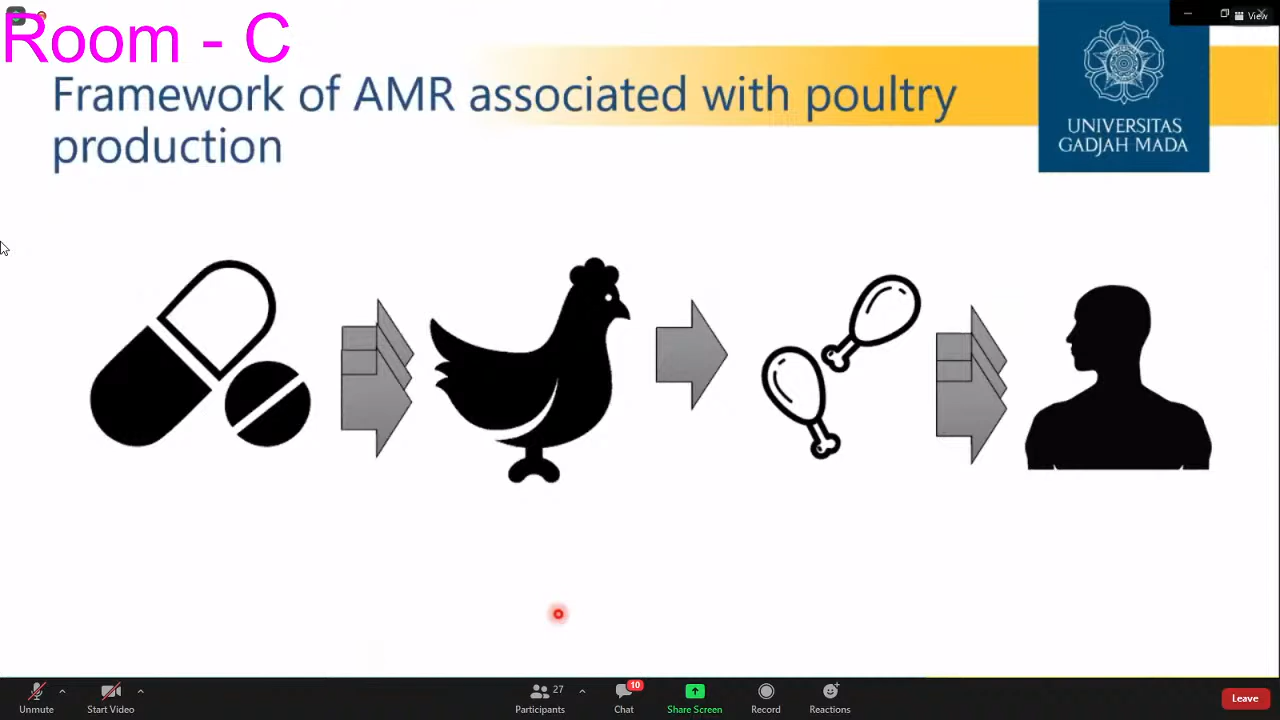 Room - C
View
Framework of AMR associated with poultry
production
UNIVERSITAS
GADJAH MADA
27
10
Unmute
Start Video
Participants
Chat
Share Screen
Record
Reactions
Leave